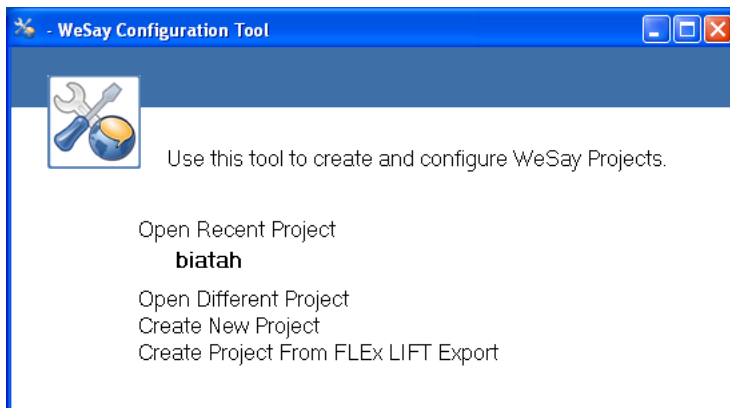 - WeSay Configuration Tool
Use this tool to create and configure WeSay Projects.
Open Recent Project
biatah
Open Different Project
Create New Project
Create Project From FLEx LIFT Export